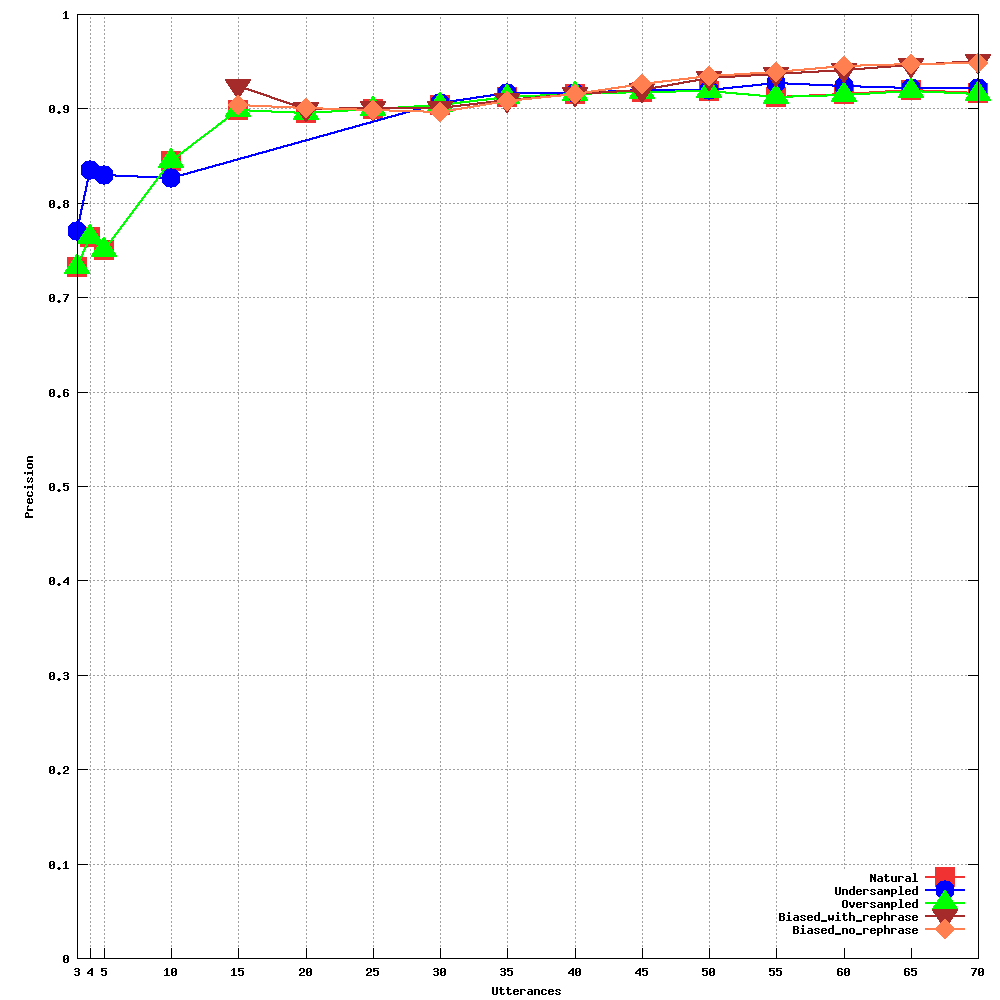 1
0.9
0.8
0.7
0.6
0.5
0.4
0.3
0.2
0.1
0
Precision
3 4 5 10 15 20 25 30 35 40 45 50 55 60 65 70
Utterances
Natural
Undersampled
Oversampled
Biased_with_rephrase
Biased_no_rephrase